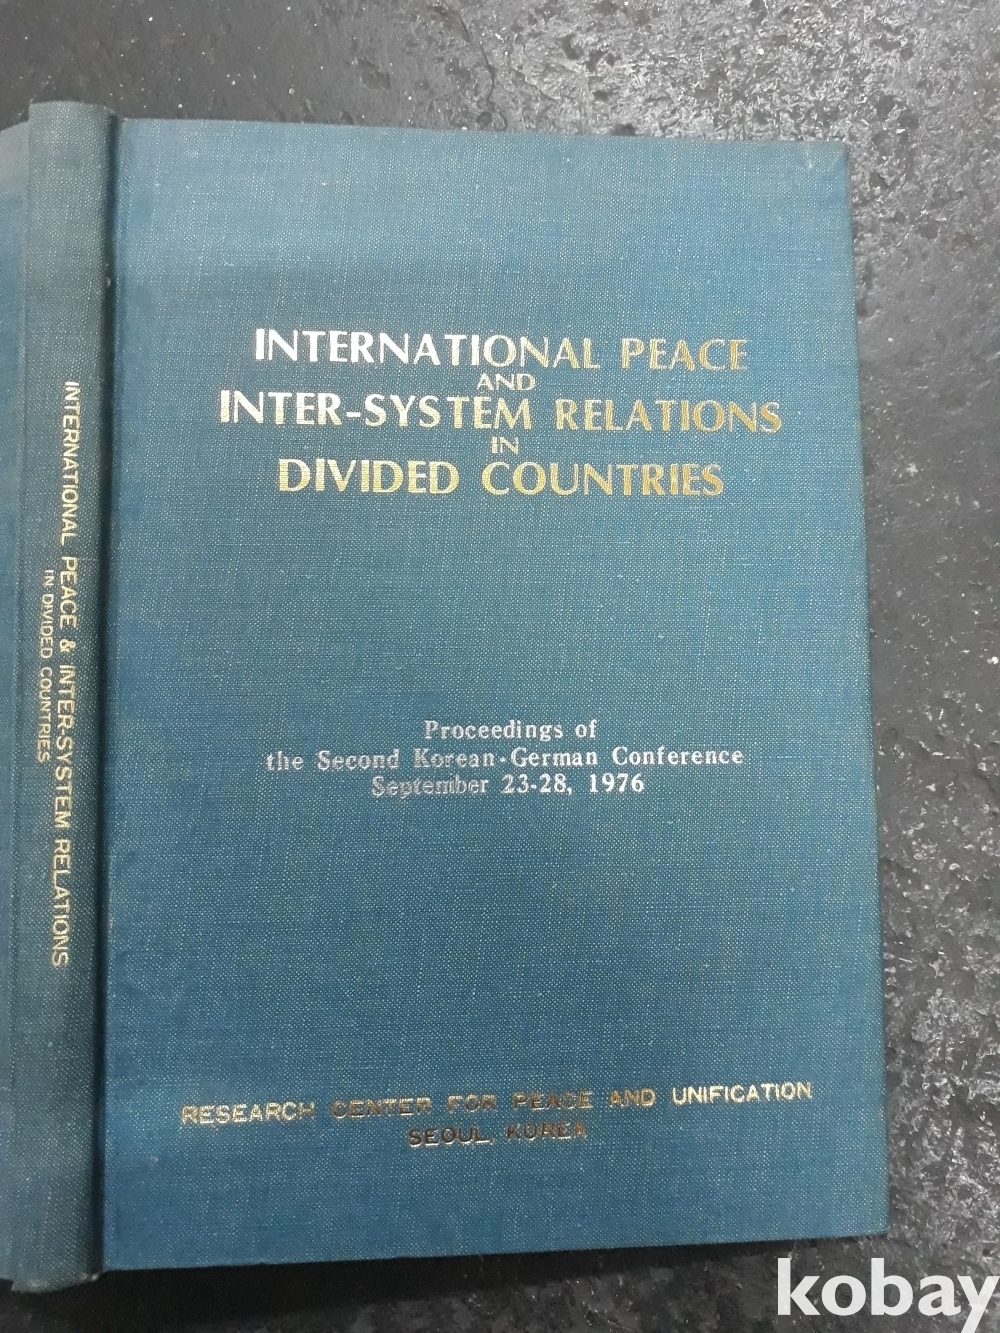 INTERNATIONAL PEACE
AND
INTER-SYSTEM RELATIONS
IN
DIVIDED COUNTRIES
Proceedings of
the Second Korean-German Conference
September 23-28, 1976
RESEARCH CENTER FOR PEACE AND UNIFICATION
SEOUL, KOREA
INTERNATIONAL PEACE & INTER-SYSTEM RELATIONS
IN DIVIDED COUNTRIES
kobay